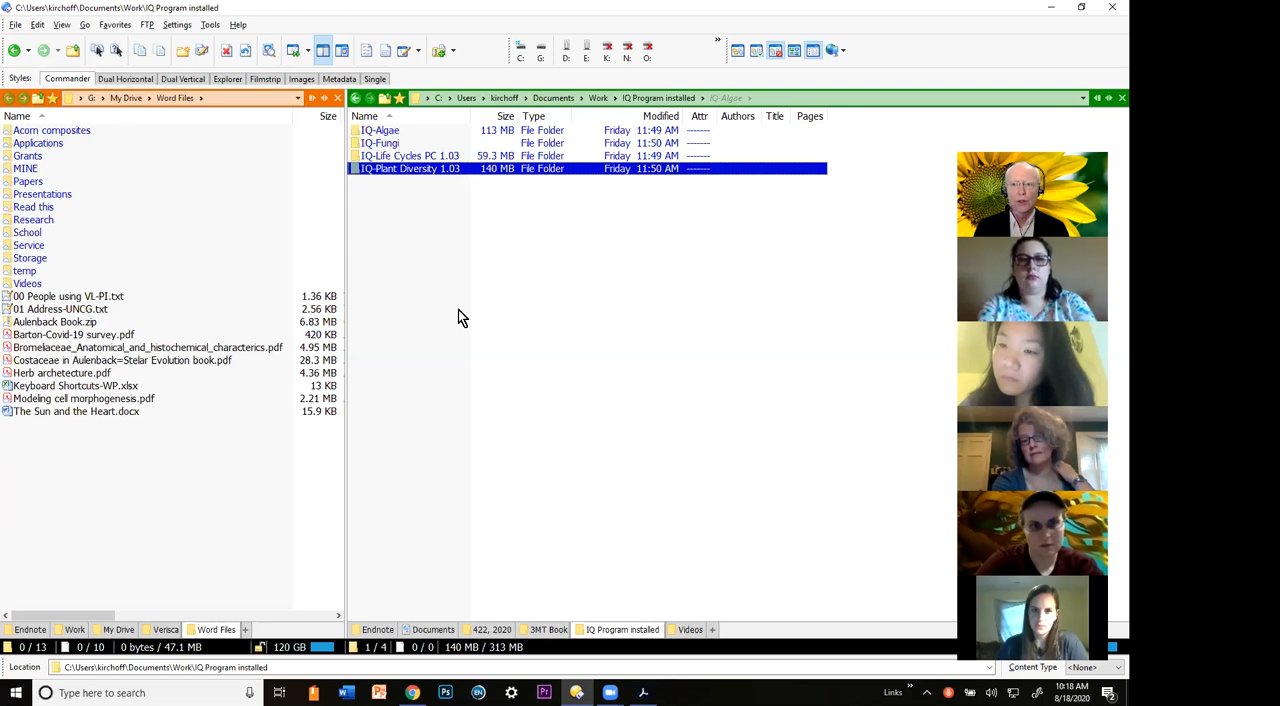 C:\Users\kirchoff\Documents\Work\IQ Program installed
File Edit View Go Favorites FTP Settings Tools Help
C: G: D: E: K: N: O:
Styles: Commander Dual Horizontal Dual Vertical Explorer Filmstrip Images Metadata Single
G: My Drive Word Files
C: Users kirchoff Documents Work IQ Program installed IQ-Algae
Name Size
Name Size Type Modified Attr Authors Title Pages
Acorn composites
Applications
Grants
MINE
Papers
Presentations
Read this
Research
School
Service
Storage
temp
Videos
00 People using VL-PI.txt 1.36 KB
01 Address-UNCG.txt 2.56 KB
Aulenback Book.zip 6.83 MB
Barton-Covid-19 survey.pdf 420 KB
Bromeliaceae_Anatomical_and_histochemical_characterics.pdf 4.95 MB
Costaceae in Aulenback=Stelar Evolution book.pdf 28.3 MB
Herb archetecture.pdf 4.36 MB
Keyboard Shortcuts-WP.xlsx 13 KB
Modeling cell morphogenesis.pdf 2.21 MB
The Sun and the Heart.docx 15.9 KB
IQ-Algae 113 MB File Folder Friday 11:49 AM -------
IQ-Fungi File Folder Friday 11:50 AM -------
IQ-Life Cycles PC 1.03 59.3 MB File Folder Friday 11:49 AM -------
IQ-Plant Diversity 1.03 140 MB File Folder Friday 11:50 AM -------
Endnote Work My Drive Verisca Word Files +
Endnote Documents 422, 2020 3MT Book IQ Program installed Videos +
0 / 13 0 / 10 0 bytes / 47.1 MB 120 GB
1 / 4 0 / 0 140 MB / 313 MB
Location C:\Users\kirchoff\Documents\Work\IQ Program installed Content Type <None>
Type here to search
Links
10:18 AM
8/18/2020
2